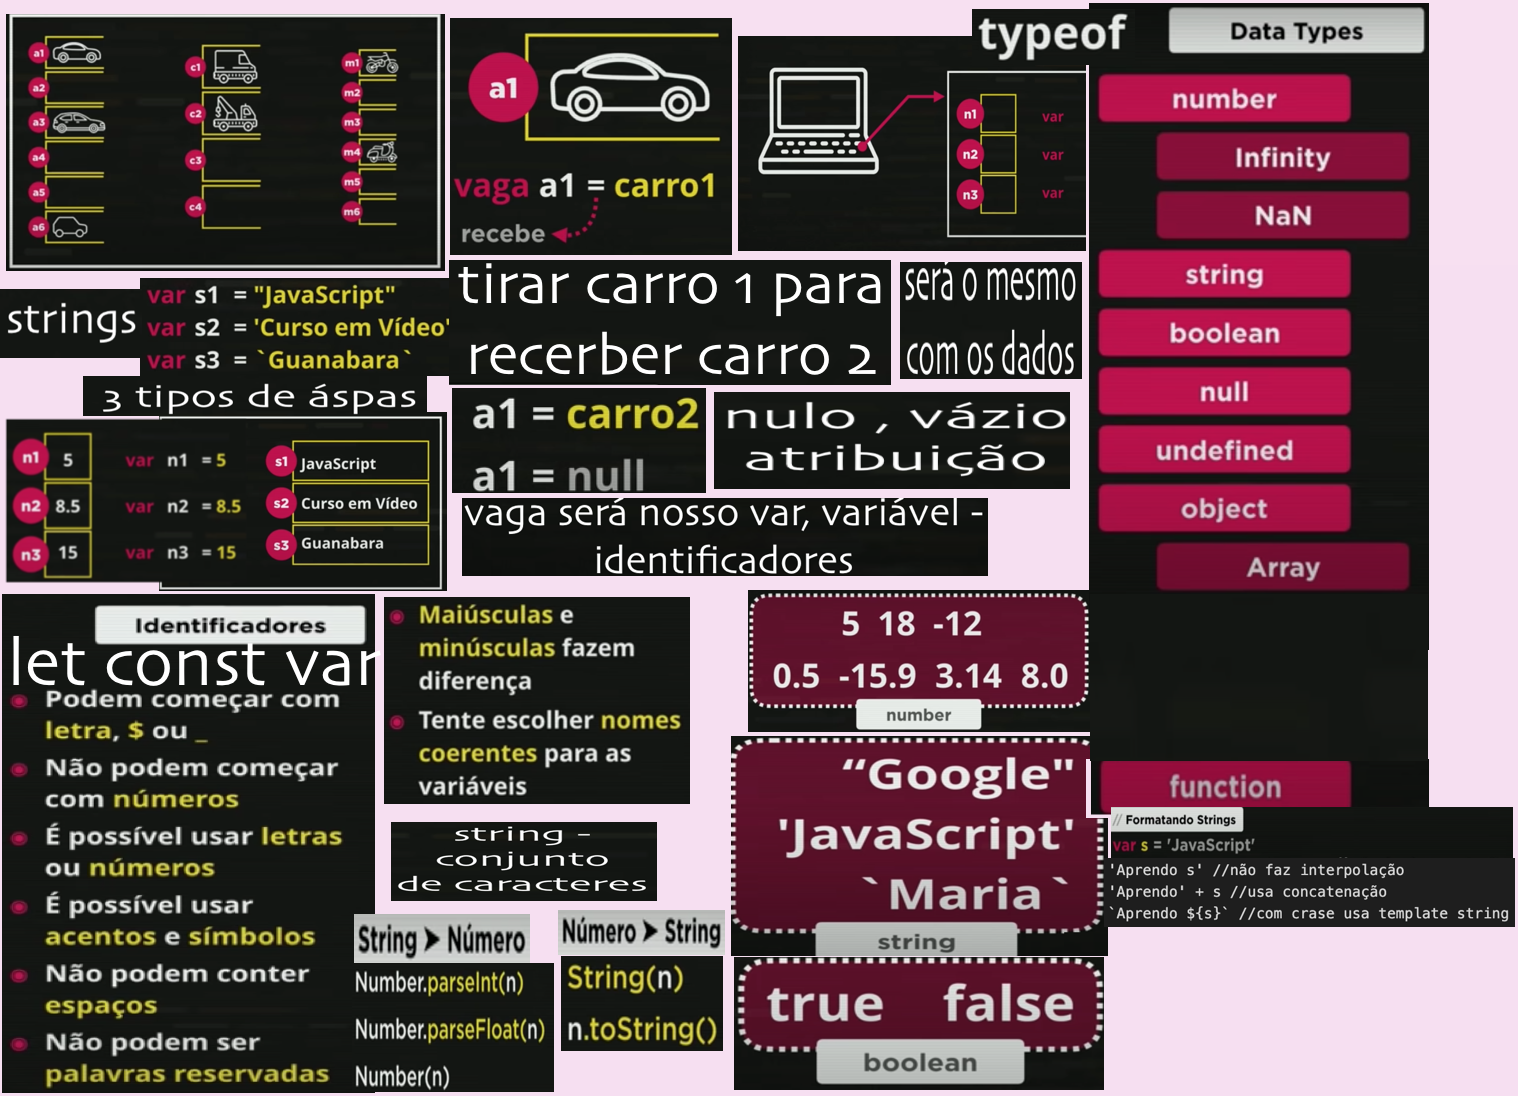 a1
a2
a3
a4
a5
a6
c1
c2
c3
c4
m1
m2
m3
m4
m5
m6
a1
vaga a1 = carro1
recebe
n1 var
n2 var
n3 var
typeof
Data Types
number
Infinity
NaN
string
boolean
null
undefined
object
Array
function
strings
var s1 = "JavaScript"
var s2 = 'Curso em Vídeo'
var s3 = `Guanabara`
3 tipos de áspas
tirar carro 1 para
recerber carro 2
será o mesmo
com os dados
a1 = carro2
a1 = null
nulo , vázio
atribuição
vaga será nosso var, variável -
identificadores
n1 5 var n1 = 5
n2 8.5 var n2 = 8.5
n3 15 var n3 = 15
s1 JavaScript
s2 Curso em Vídeo
s3 Guanabara
Identificadores
let const var
Podem começar com
letra, $ ou _
Não podem começar
com números
É possível usar letras
ou números
É possível usar
acentos e símbolos
Não podem conter
espaços
Não podem ser
palavras reservadas
Maiúsculas e
minúsculas fazem
diferença
Tente escolher nomes
coerentes para as
variáveis
string -
conjunto
de caracteres
String ➤ Número
Number.parseInt(n)
Number.parseFloat(n)
Number(n)
Número ➤ String
String(n)
n.toString()
5 18 -12
0.5 -15.9 3.14 8.0
number
“Google"
'JavaScript'
`Maria`
string
true false
boolean
// Formatando Strings
var s = 'JavaScript'
'Aprendo s' //não faz interpolação
'Aprendo' + s //usa concatenação
`Aprendo ${s}` //com crase usa template string